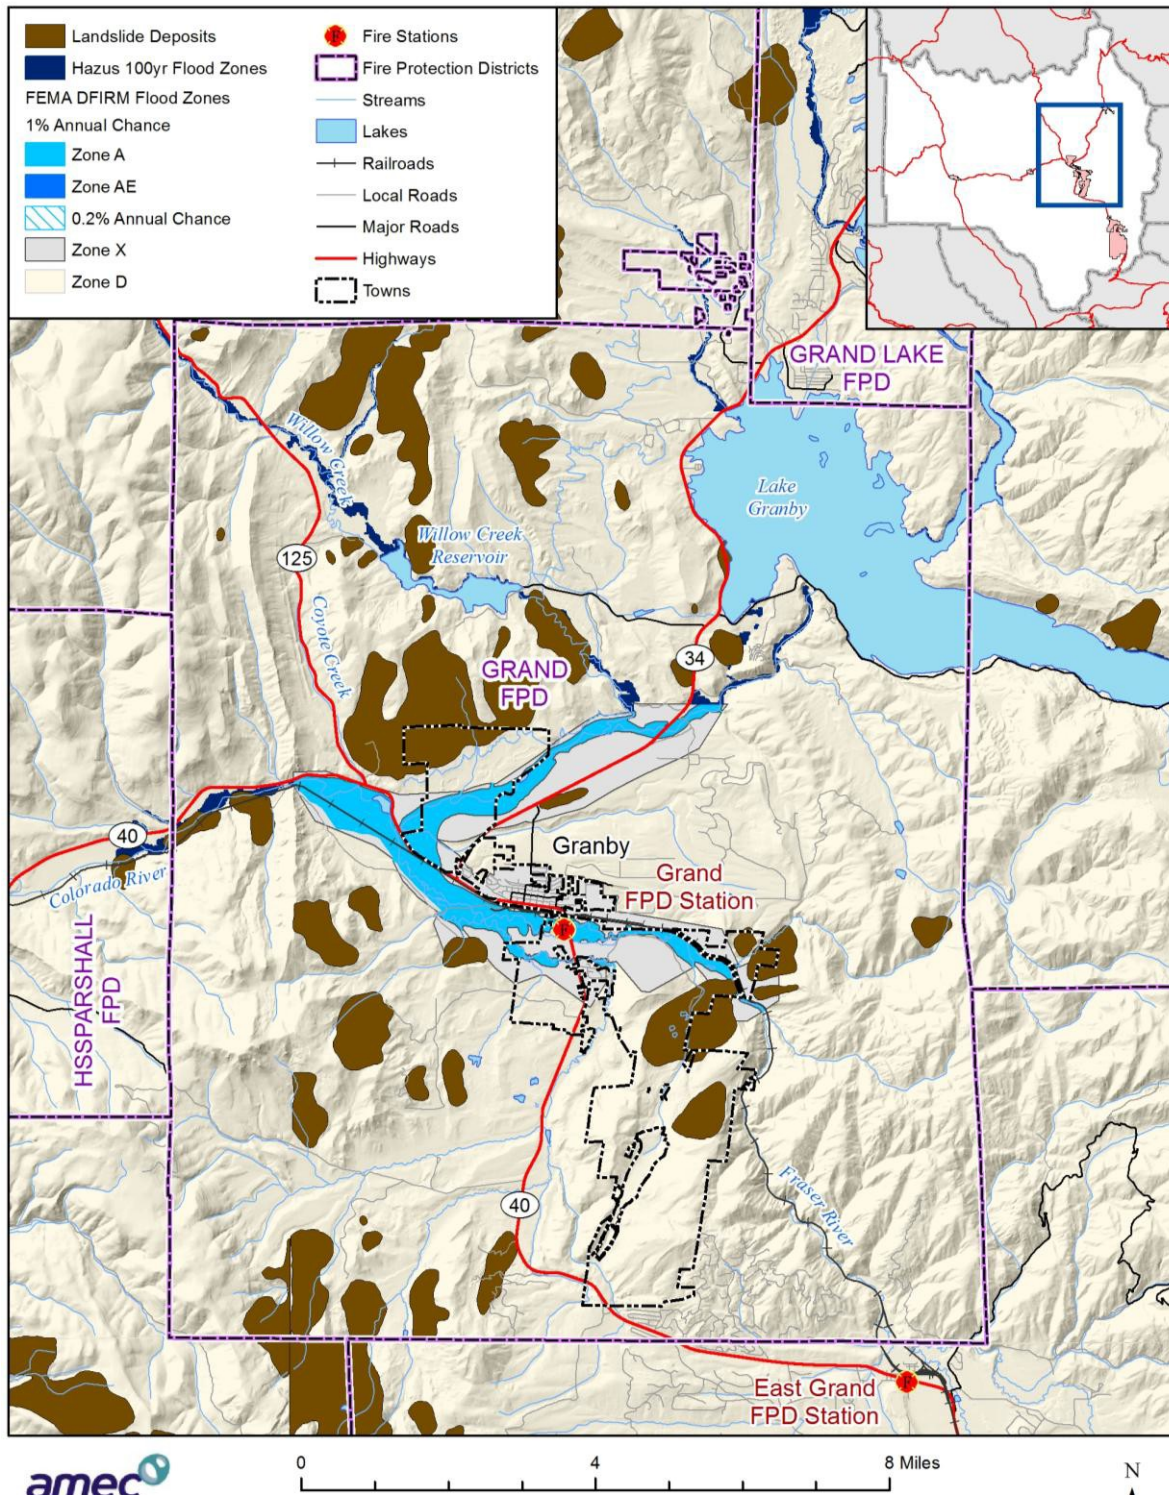 Landslide Deposits
Hazus 100yr Flood Zones
FEMA DFIRM Flood Zones
1% Annual Chance
Zone A
Zone AE
0.2% Annual Chance
Zone X
Zone D
Fire Stations
Fire Protection Districts
Streams
Lakes
Railroads
Local Roads
Major Roads
Highways
Towns
GRAND LAKE
FPD
Willow Creek
Lake
Granby
Willow Creek
Reservoir
125
Coyote Creek
GRAND
FPD
34
40
Colorado River
Granby
Grand
FPD Station
F
HSSPARSHALL
FPD
40
Fraser River
East Grand
FPD Station
F
amec
0 4 8 Miles
N